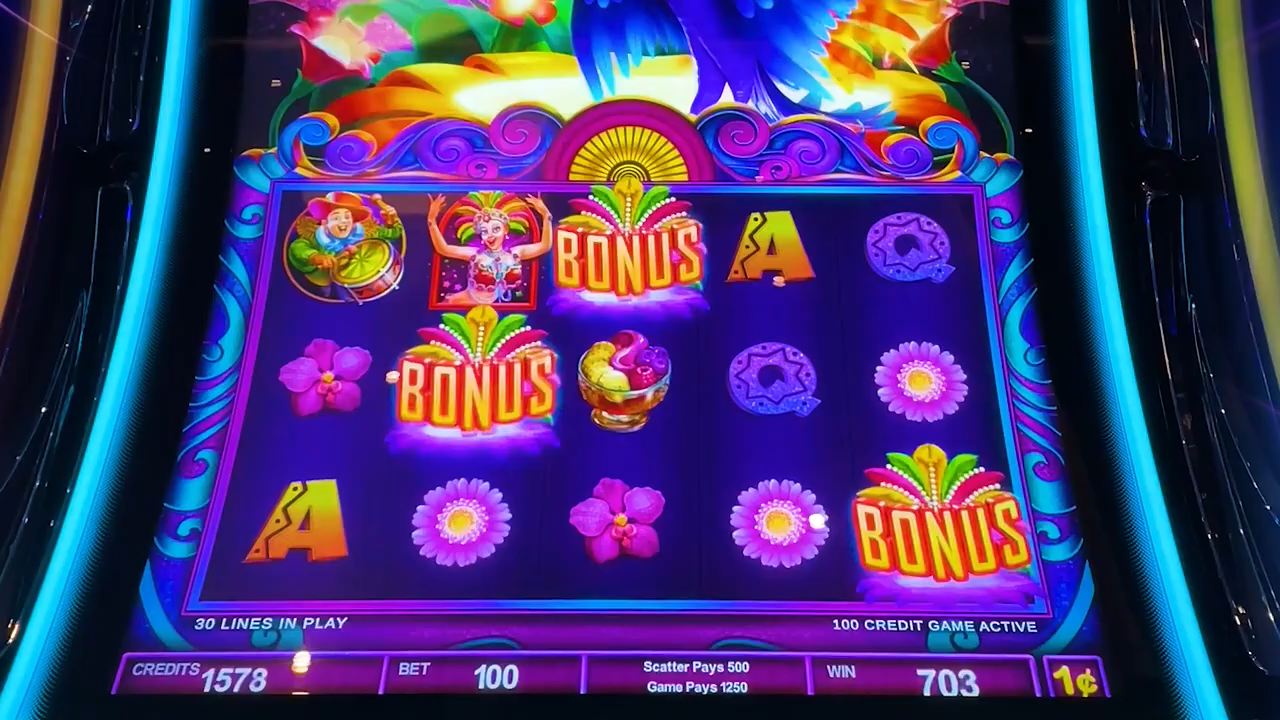 BONUS
A
Q
BONUS
Q
A
BONUS
30 LINES IN PLAY
100 CREDIT GAME ACTIVE
CREDITS 1578
BET 100
Scatter Pays 500
Game Pays 1250
WIN 703
1¢